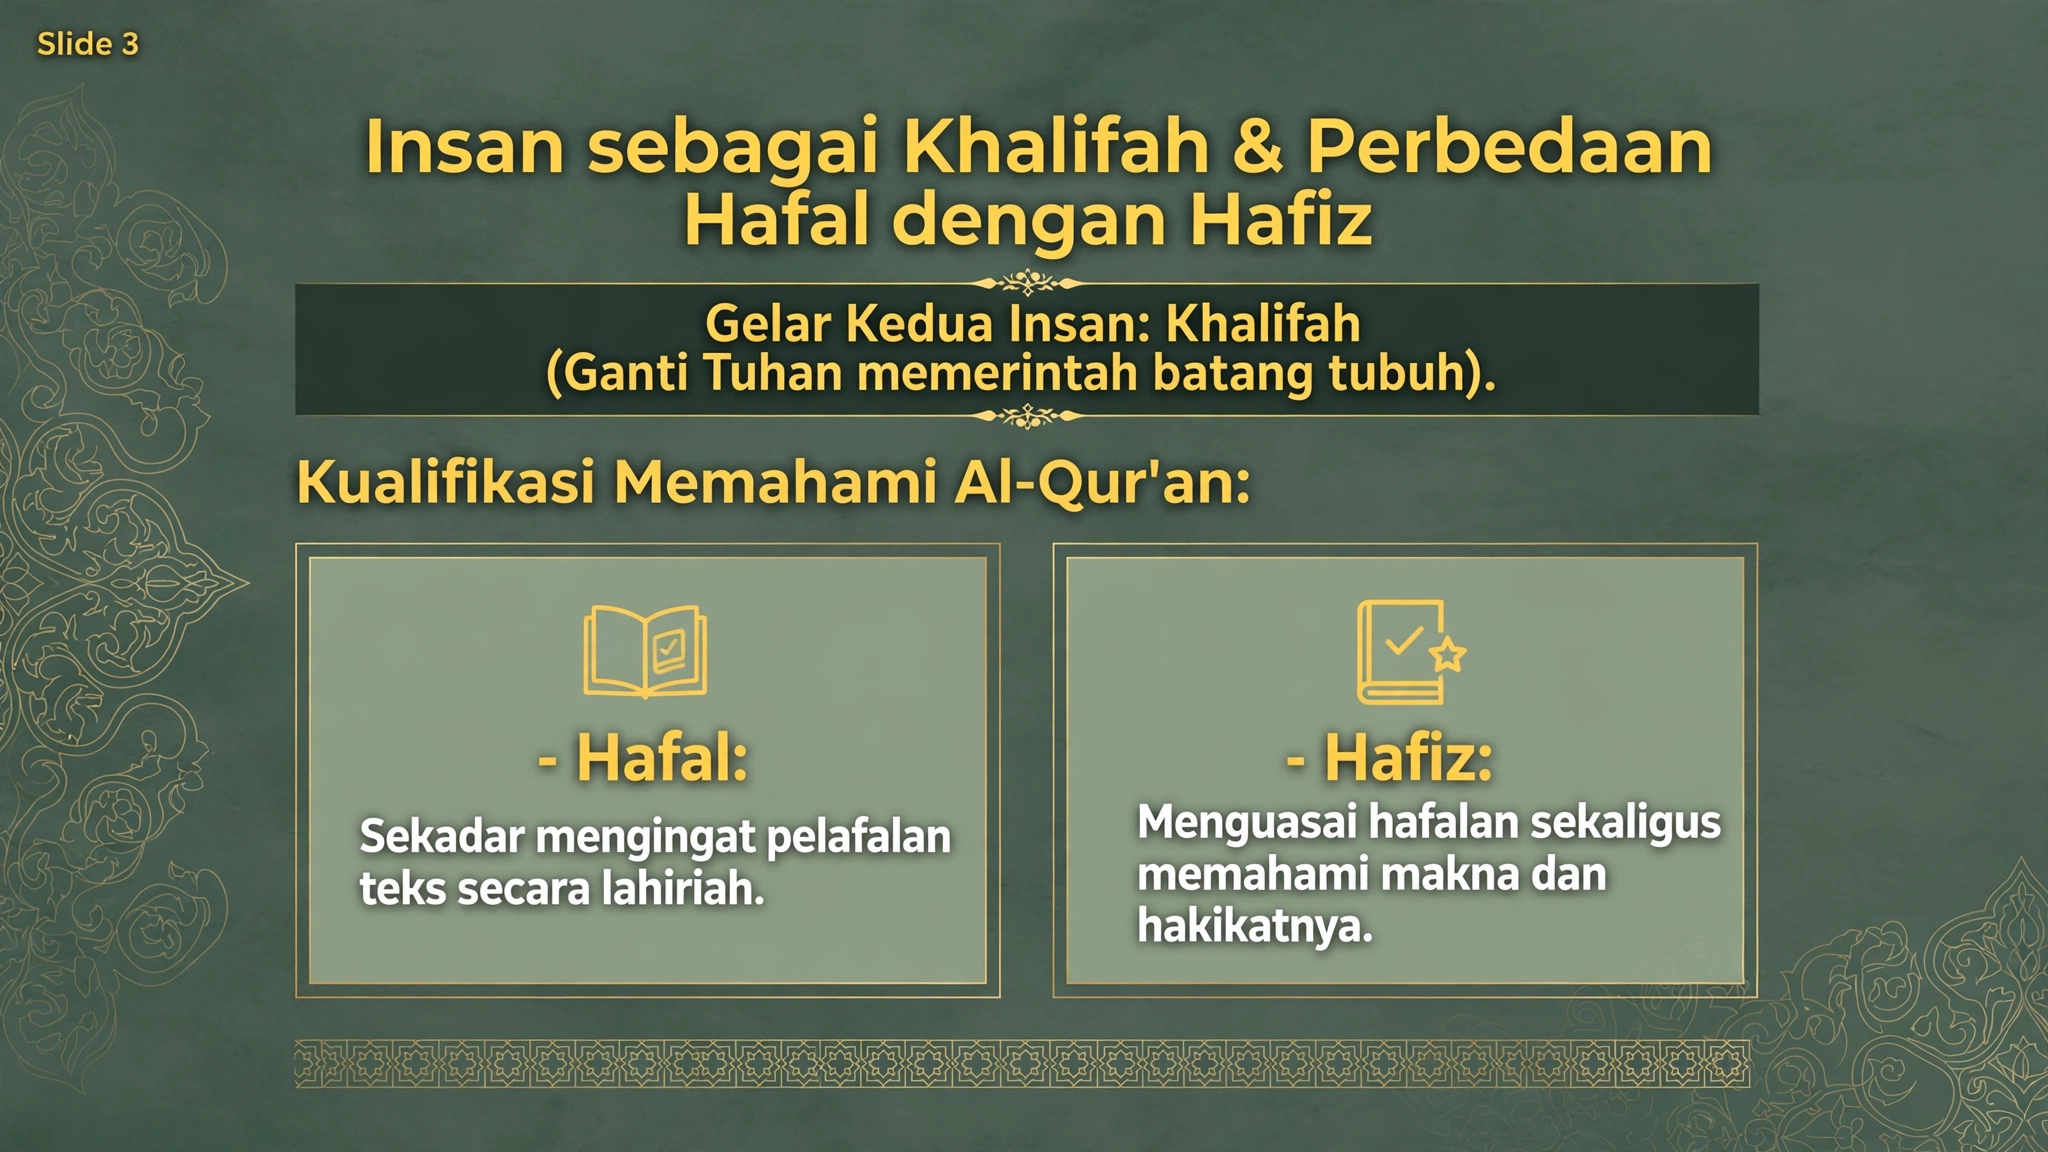 Slide 3
Insan sebagai Khalifah & Perbedaan
Hafal dengan Hafiz
Gelar Kedua Insan: Khalifah
(Ganti Tuhan memerintah batang tubuh).
Kualifikasi Memahami Al-Qur'an:
- Hafal:
Sekadar mengingat pelafalan
teks secara lahiriah.
- Hafiz:
Menguasai hafalan sekaligus
memahami makna dan
hakikatnya.